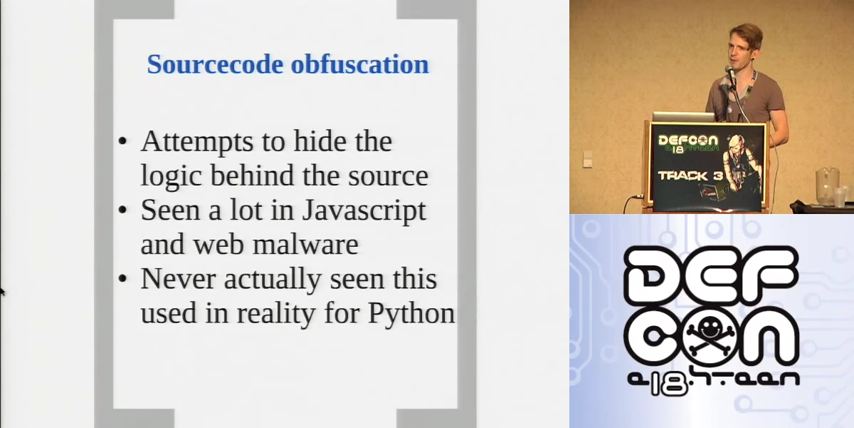 Sourcecode obfuscation
• Attempts to hide the
logic behind the source
• Seen a lot in Javascript
and web malware
• Never actually seen this
used in reality for Python
DEFCON
18
TRACK 3
DEF
CON
18